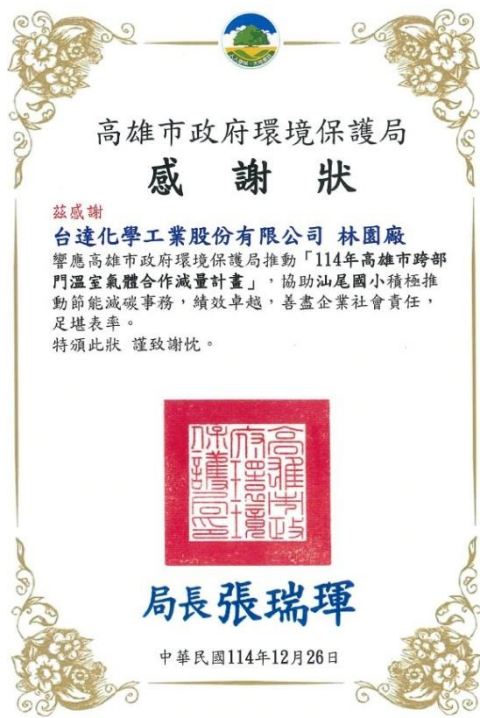 高雄市政府環境保護局
感謝狀
茲感謝
台達化學工業股份有限公司 林園廠
響應高雄市政府環境保護局推動「114年高雄市跨部
門溫室氣體合作減量計畫」，協助汕尾國小積極推
動節能減碳事務，績效卓越，善盡企業社會責任，
足堪表率。
特頒此狀 謹致謝忱。
高雄市政
府環境
保護局印
局長張瑞琿
中華民國114年12月26日